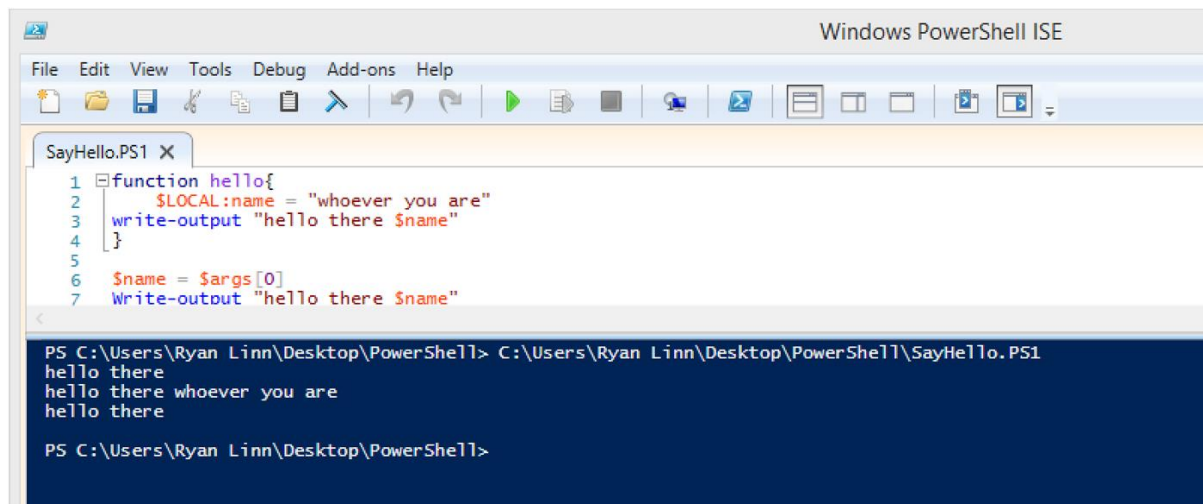 Windows PowerShell ISE
File Edit View Tools Debug Add-ons Help
SayHello.PS1 X
1 function hello{
2 $LOCAL:name = "whoever you are"
3 write-output "hello there $name"
4 }
5
6 $name = $args[0]
7 Write-output "hello there $name"
PS C:\Users\Ryan Linn\Desktop\PowerShell> C:\Users\Ryan Linn\Desktop\PowerShell\SayHello.PS1
hello there
hello there whoever you are
hello there
PS C:\Users\Ryan Linn\Desktop\PowerShell>